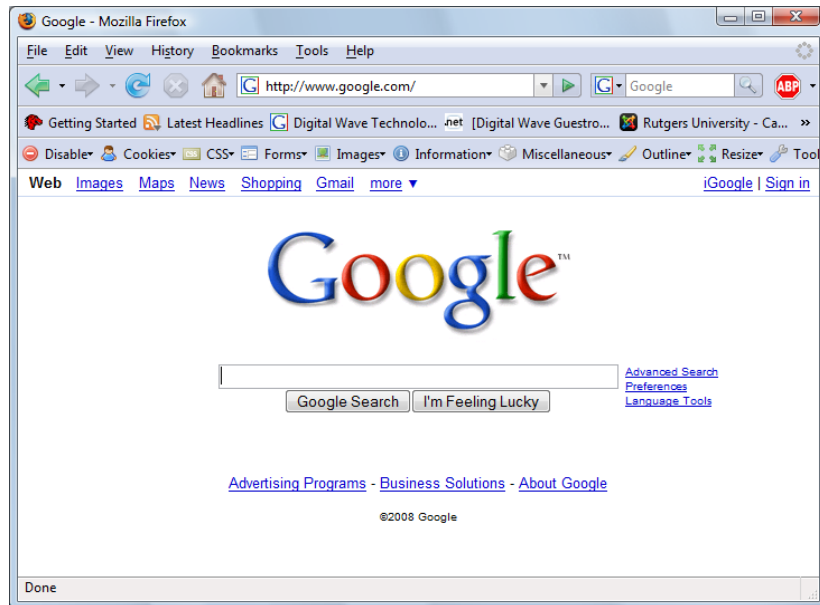 Google - Mozilla Firefox
File Edit View History Bookmarks Tools Help
G http://www.google.com/ G Google ABP
Getting Started Latest Headlines G Digital Wave Technolo... .net [Digital Wave Guestro... Rutgers University - Ca... »
Disable Cookies CSS Forms Images Information Miscellaneous Outline Resize Tool
Web Images Maps News Shopping Gmail more ▼ iGoogle | Sign in
Google™
Advanced Search
Preferences
Language Tools
Google Search I'm Feeling Lucky
Advertising Programs - Business Solutions - About Google
©2008 Google
Done